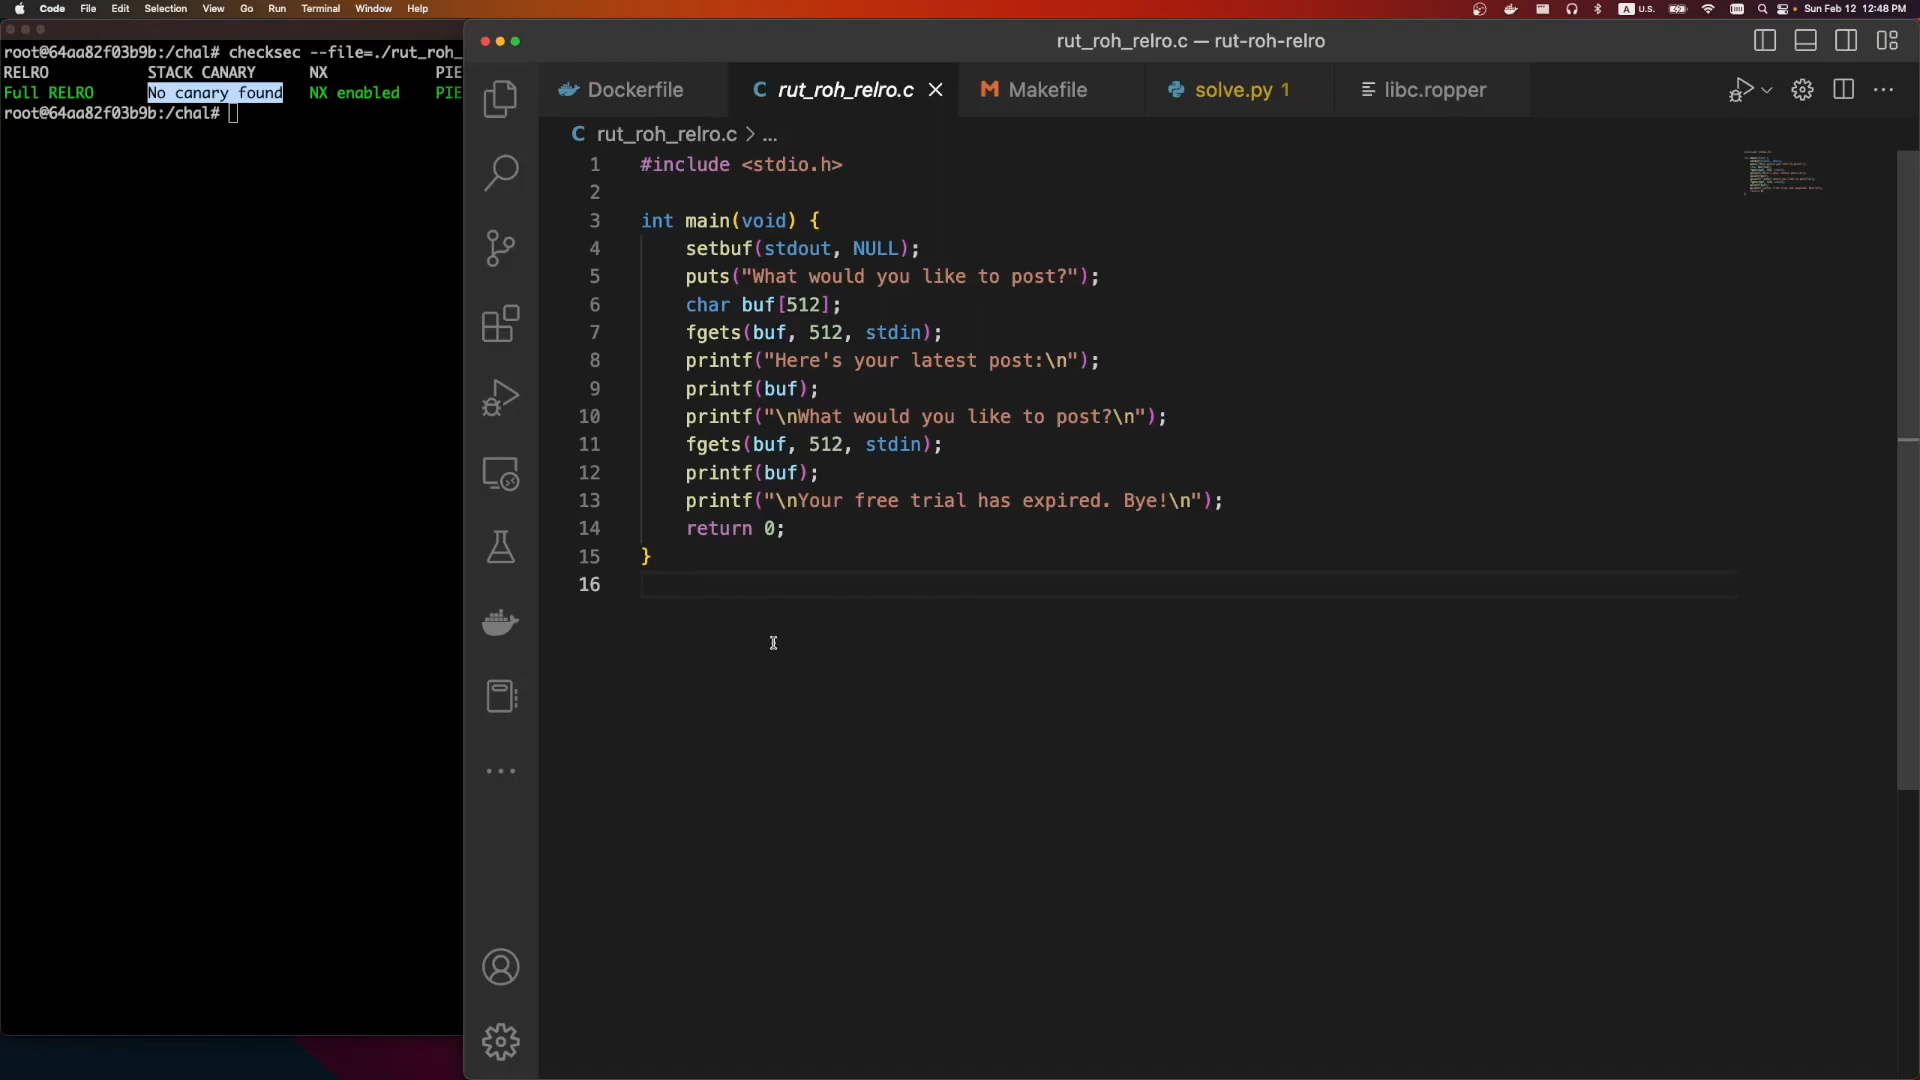 Code File Edit Selection View Go Run Terminal Window Help
A U.S. Sun Feb 12 12:48 PM
root@64aa82f03b9b:/chal# checksec --file=./rut_roh_
RELRO STACK CANARY NX PIE
Full RELRO No canary found NX enabled PIE
root@64aa82f03b9b:/chal#
rut_roh_relro.c — rut-roh-relro
Dockerfile
C rut_roh_relro.c
M Makefile
solve.py 1
libc.ropper
C rut_roh_relro.c > ...
1 #include <stdio.h>
2
3 int main(void) {
4 setbuf(stdout, NULL);
5 puts("What would you like to post?");
6 char buf[512];
7 fgets(buf, 512, stdin);
8 printf("Here's your latest post:\n");
9 printf(buf);
10 printf("\nWhat would you like to post?\n");
11 fgets(buf, 512, stdin);
12 printf(buf);
13 printf("\nYour free trial has expired. Bye!\n");
14 return 0;
15 }
16